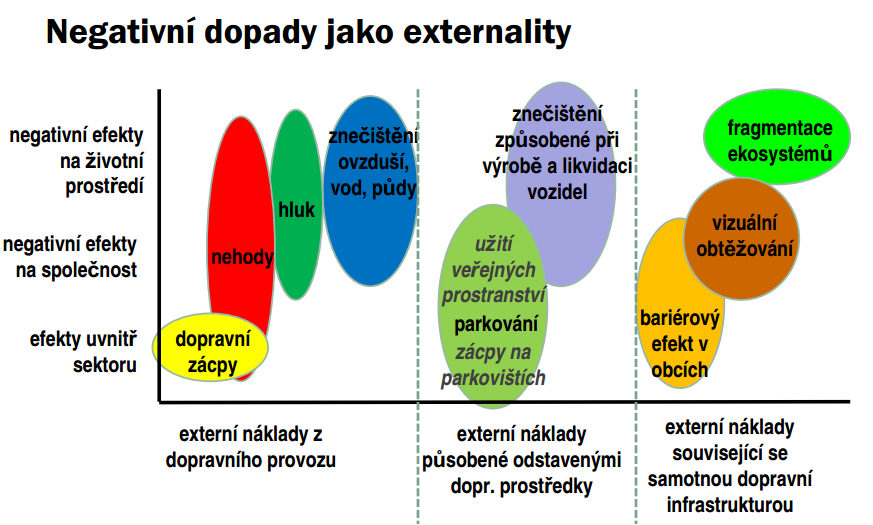 Negativní dopady jako externality
negativní efekty
na životní
prostředí
negativní efekty
na společnost
efekty uvnitř
sektoru
nehody
hluk
znečištění
ovzduší,
vod, půdy
dopravní
zácpy
znečištění
způsobené při
výrobě a likvidaci
vozidel
užití
veřejných
prostranství
parkování
zácpy na
parkovištích
fragmentace
ekosystémů
vizuální
obtěžování
bariérový
efekt v
obcích
externí náklady z
dopravního provozu
externí náklady
působené odstavenými
dopr. prostředky
externí náklady
související se
samotnou dopravní
infrastrukturou